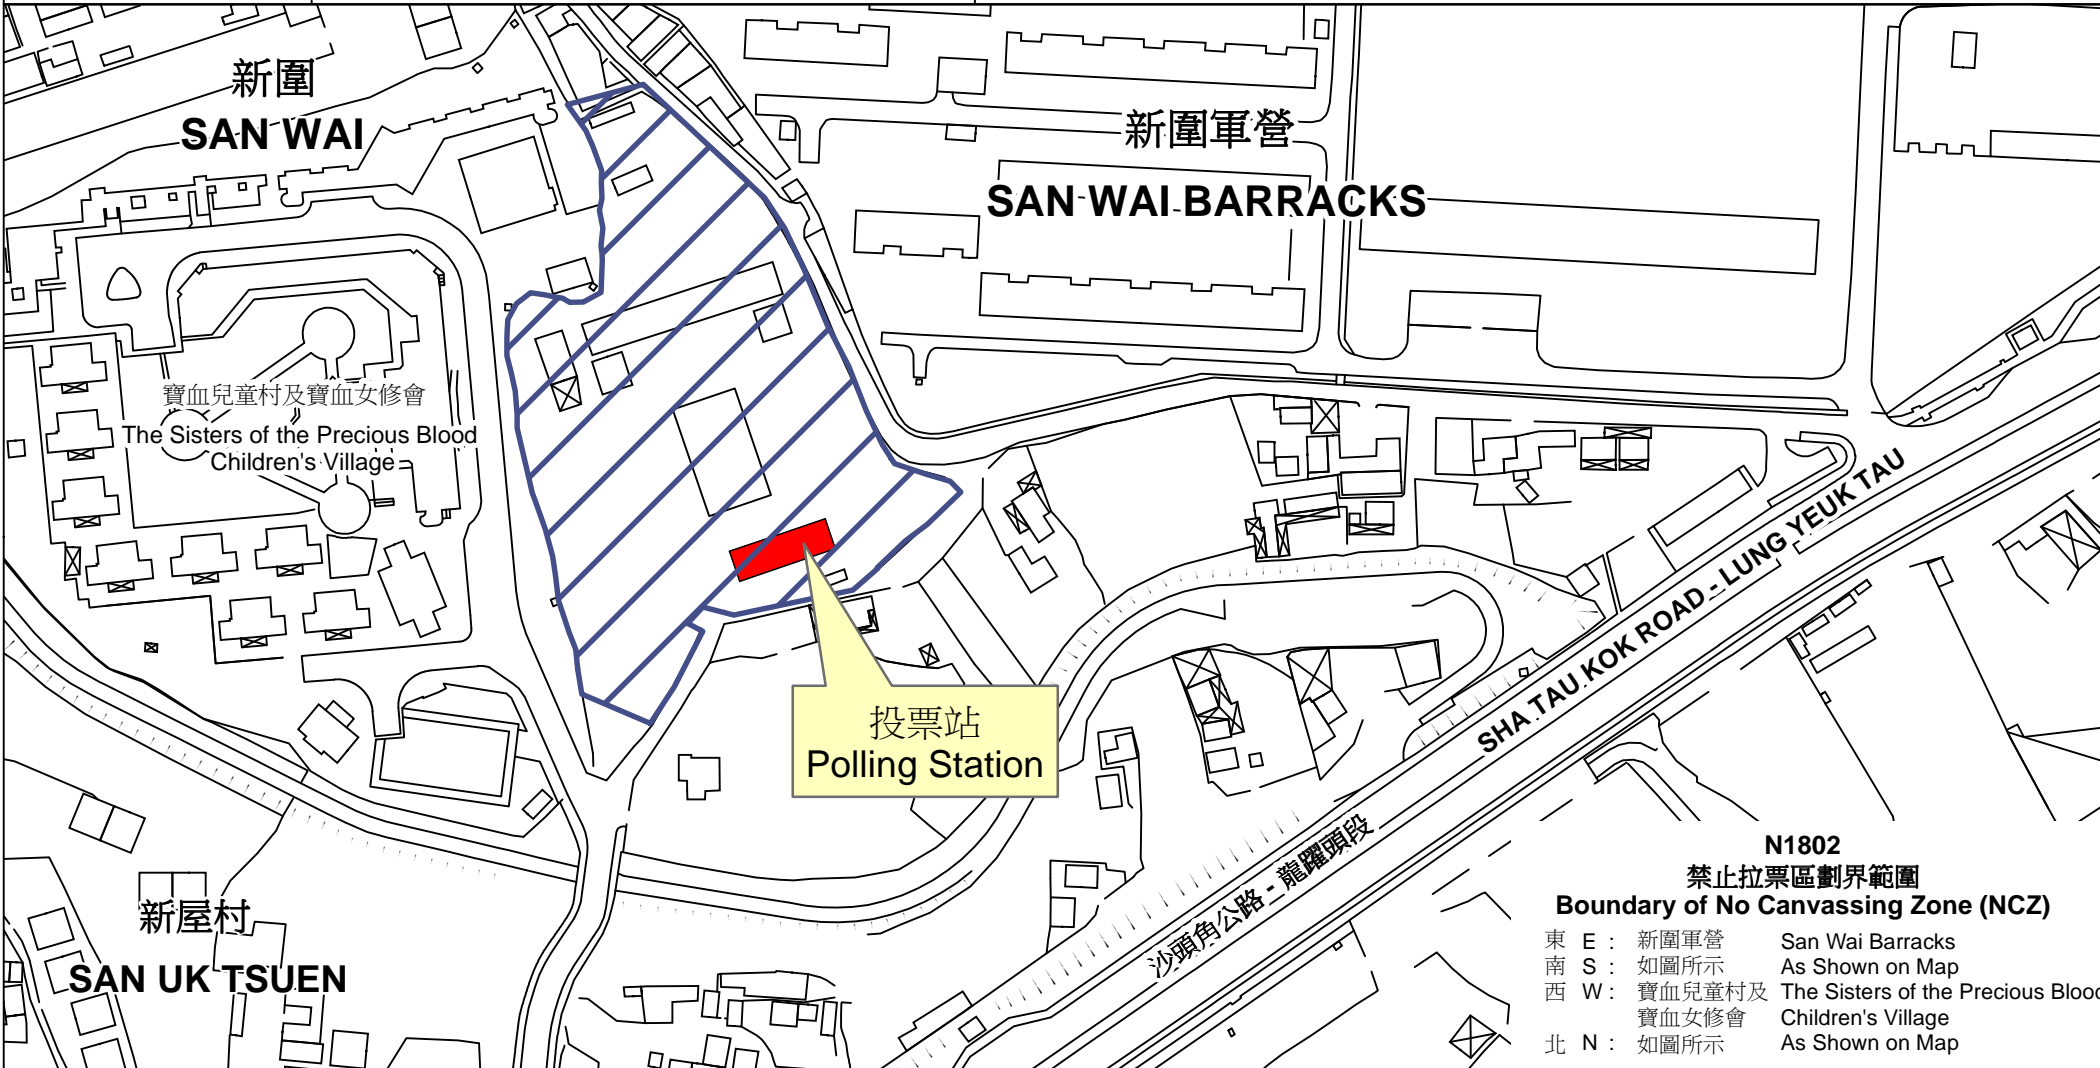 新圍
SAN WAI
新圍軍營
SAN WAI BARRACKS
寶血兒童村及寶血女修會
The Sisters of the Precious Blood
Children's Village
SHA TAU KOK ROAD - LUNG YEUK TAU
沙頭角公路 - 龍躍頭段
投票站
Polling Station
新屋村
SAN UK TSUEN
N1802
禁止拉票區劃界範圍
Boundary of No Canvassing Zone (NCZ)
東 E : 新圍軍營 San Wai Barracks
南 S : 如圖所示 As Shown on Map
西 W : 寶血兒童村及 The Sisters of the Precious Blood
寶血女修會 Children's Village
北 N : 如圖所示 As Shown on Map